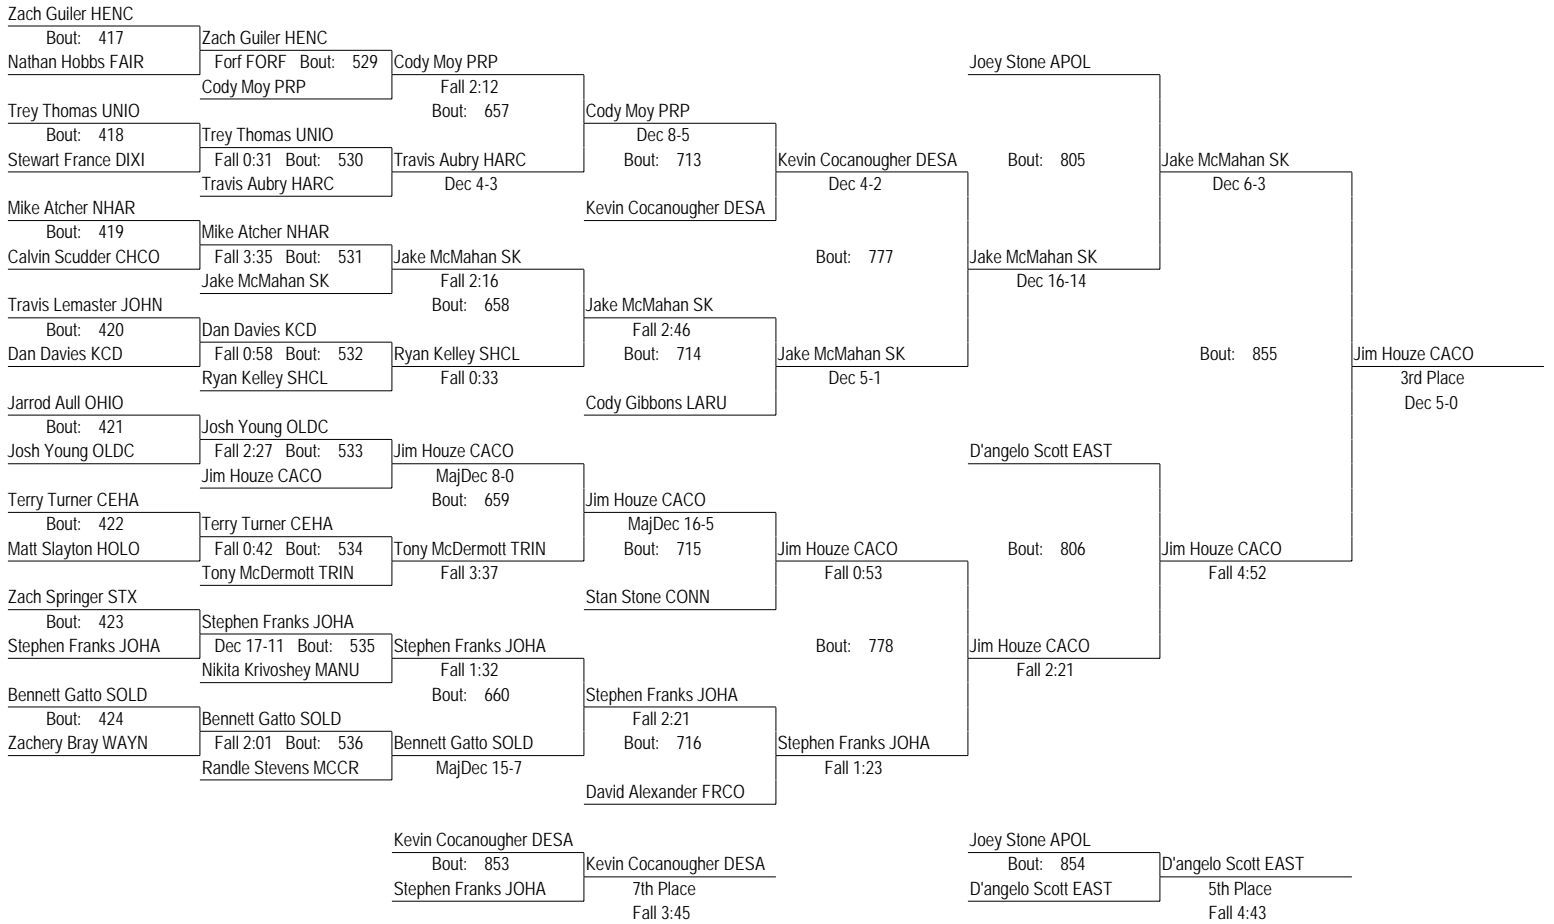 Zach Guiler HENC
Bout: 417
Nathan Hobbs FAIR
Trey Thomas UNIO
Bout: 418
Stewart France DIXI
Mike Atcher NHAR
Bout: 419
Calvin Scudder CHCO
Travis Lemaster JOHN
Bout: 420
Dan Davies KCD
Jarrod Aull OHIO
Bout: 421
Josh Young OLDC
Terry Turner CEHA
Bout: 422
Matt Slayton HOLO
Zach Springer STX
Bout: 423
Stephen Franks JOHA
Bennett Gatto SOLD
Bout: 424
Zachery Bray WAYN
Zach Guiler HENC
Forf FORF Bout: 529
Cody Moy PRP
Trey Thomas UNIO
Fall 0:31 Bout: 530
Travis Aubry HARC
Mike Atcher NHAR
Fall 3:35 Bout: 531
Jake McMahan SK
Dan Davies KCD
Fall 0:58 Bout: 532
Ryan Kelley SHCL
Josh Young OLDC
Fall 2:27 Bout: 533
Jim Houze CACO
Terry Turner CEHA
Fall 0:42 Bout: 534
Tony McDermott TRIN
Stephen Franks JOHA
Dec 17-11 Bout: 535
Nikita Krivoshey MANU
Bennett Gatto SOLD
Fall 2:01 Bout: 536
Randle Stevens MCCR
Cody Moy PRP
Fall 2:12
Bout: 657
Travis Aubry HARC
Dec 4-3
Jake McMahan SK
Fall 2:16
Bout: 658
Ryan Kelley SHCL
Fall 0:33
Jim Houze CACO
MajDec 8-0
Bout: 659
Tony McDermott TRIN
Fall 3:37
Stephen Franks JOHA
Fall 1:32
Bout: 660
Bennett Gatto SOLD
MajDec 15-7
Cody Moy PRP
Dec 8-5
Bout: 713
Kevin Cocanougher DESA
Jake McMahan SK
Fall 2:46
Bout: 714
Cody Gibbons LARU
Jim Houze CACO
MajDec 16-5
Bout: 715
Stan Stone CONN
Stephen Franks JOHA
Fall 2:21
Bout: 716
David Alexander FRCO
Kevin Cocanougher DESA
Dec 4-2
Bout: 777
Jake McMahan SK
Dec 5-1
Jim Houze CACO
Fall 0:53
Bout: 778
Stephen Franks JOHA
Fall 1:23
Joey Stone APOL
Bout: 805
Jake McMahan SK
Dec 16-14
D'angelo Scott EAST
Bout: 806
Jim Houze CACO
Fall 2:21
Jake McMahan SK
Dec 6-3
Bout: 855
Jim Houze CACO
Fall 4:52
Jim Houze CACO
3rd Place
Dec 5-0
Kevin Cocanougher DESA
Bout: 853
Stephen Franks JOHA
Kevin Cocanougher DESA
7th Place
Fall 3:45
Joey Stone APOL
Bout: 854
D'angelo Scott EAST
D'angelo Scott EAST
5th Place
Fall 4:43